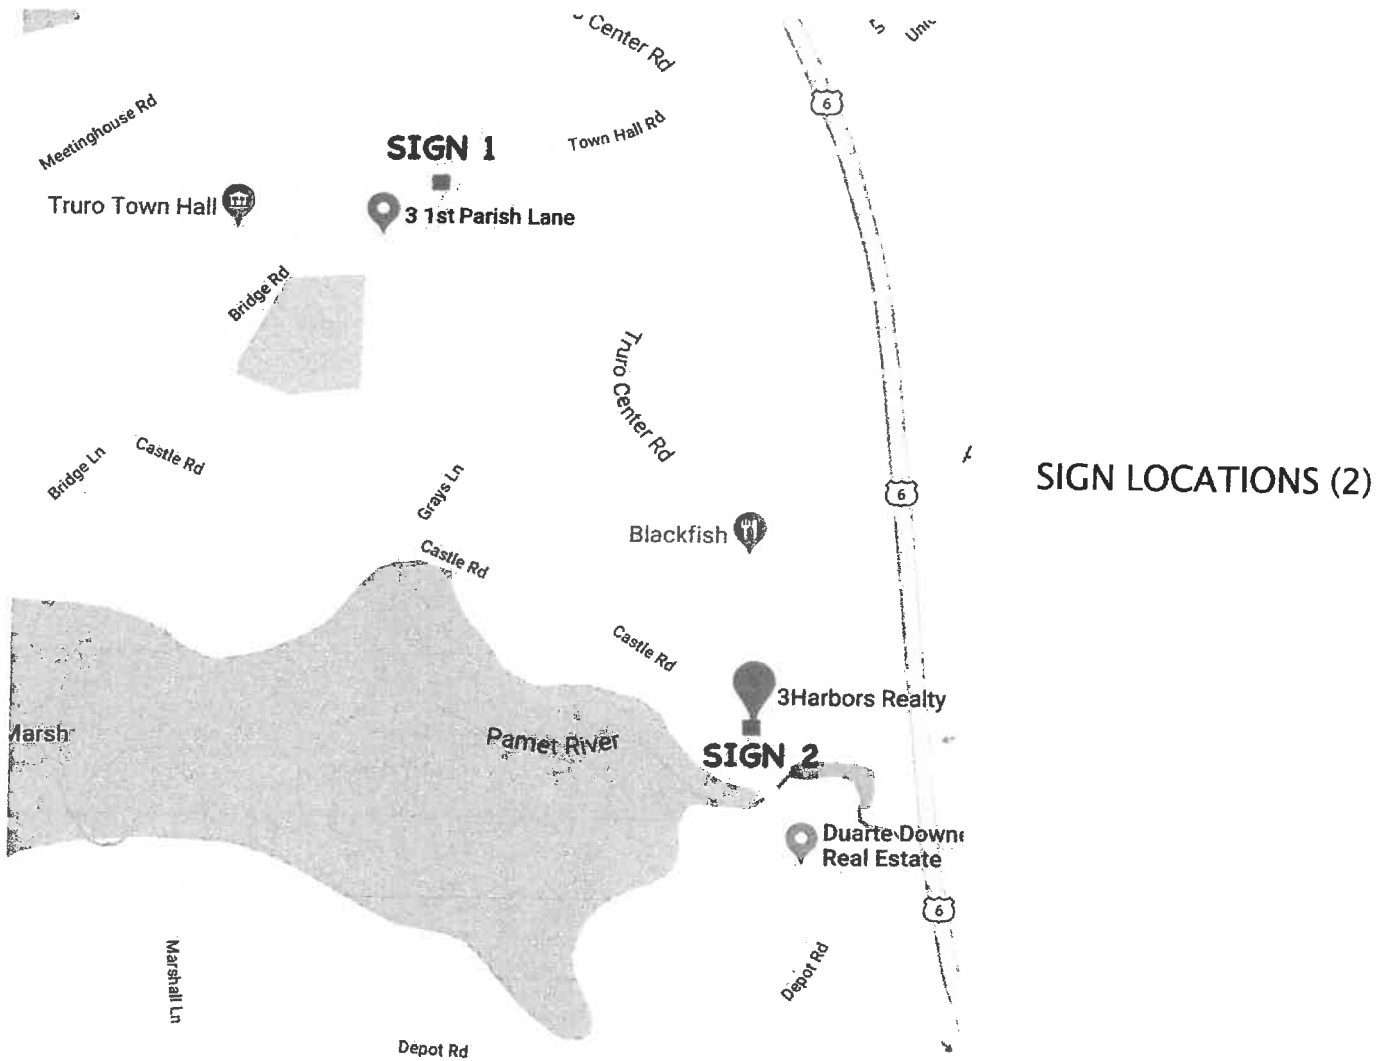 Center Rd
6
Meetinghouse Rd
SIGN 1
Town Hall Rd
Truro Town Hall
3 1st Parish Lane
Bridge Rd
Truro Center Rd
Bridge Ln
Castle Rd
Grays Ln
6
SIGN LOCATIONS (2)
Blackfish
Castle Rd
Castle Rd
3Harbors Realty
Marsh
Pamet River
SIGN 2
Duarte Downe
Real Estate
6
Marshall Ln
Depot Rd
Depot Rd